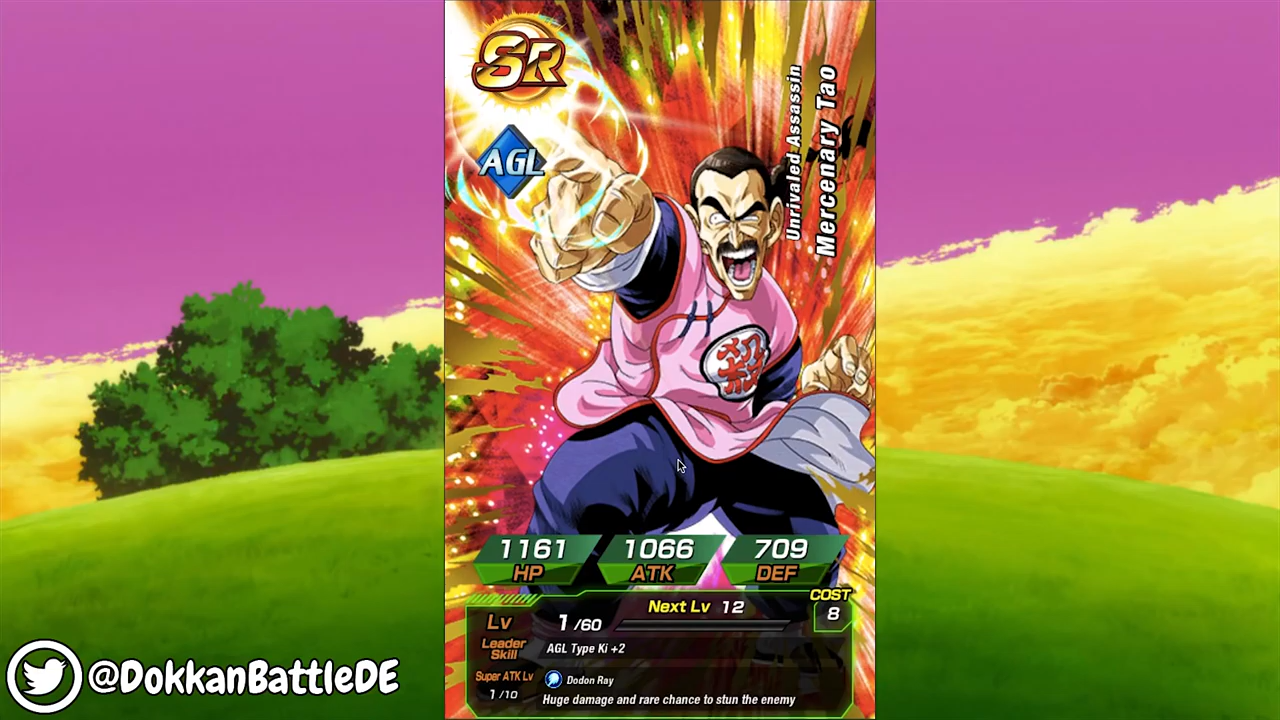 SR
AGL
Unrivaled Assassin
Mercenary Tao
1161 1066 709
HP ATK DEF
Next Lv 12
COST
8
Lv 1/60
Leader Skill
AGL Type Ki +2
Super ATK Lv
1/10
Dodon Ray
Huge damage and rare chance to stun the enemy
@DokkanBattleDE